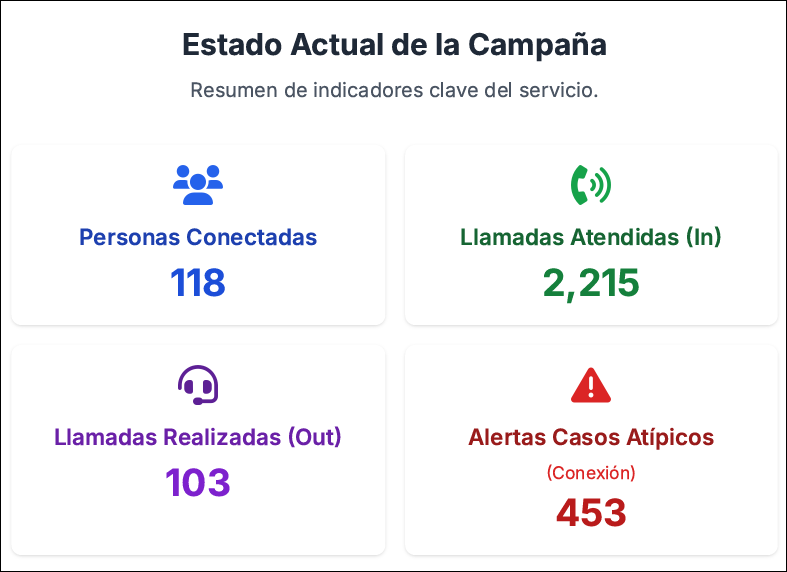 Estado Actual de la Campaña
Resumen de indicadores clave del servicio.
Personas Conectadas
118
Llamadas Atendidas (In)
2,215
Llamadas Realizadas (Out)
103
Alertas Casos Atípicos
(Conexión)
453